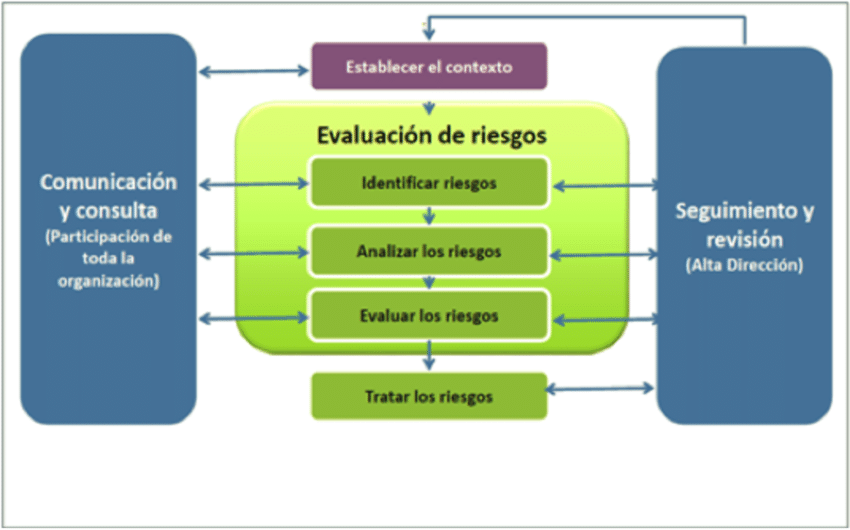 Establecer el contexto
Evaluación de riesgos
Identificar riesgos
Analizar los riesgos
Evaluar los riesgos
Tratar los riesgos
Comunicación
y consulta
(Participación de
toda la
organización)
Seguimiento y
revisión
(Alta Dirección)